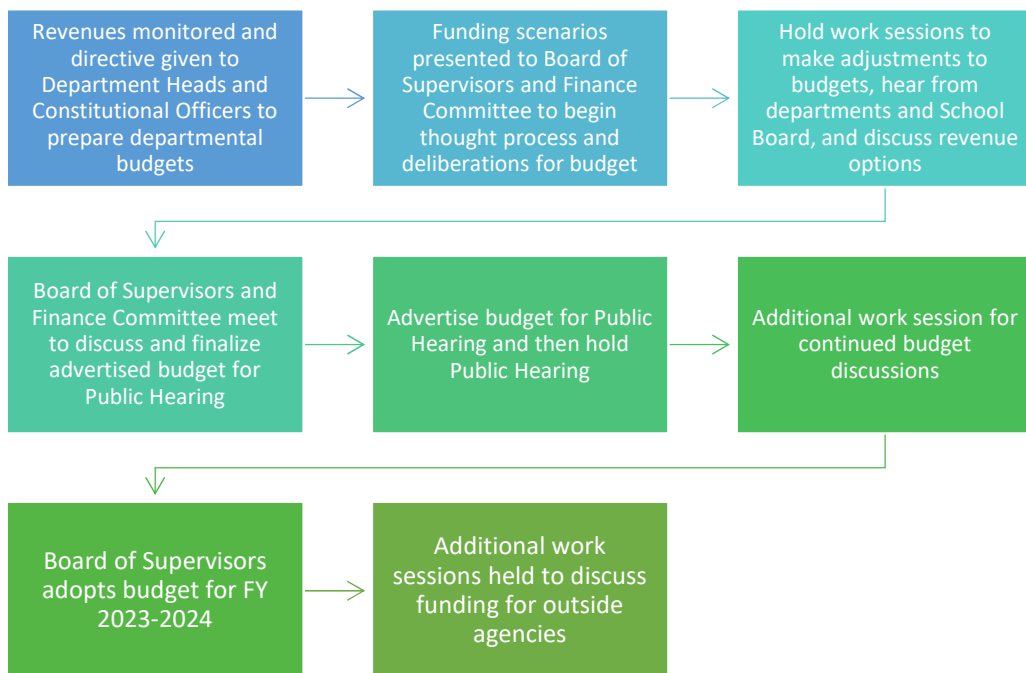 Revenues monitored and
directive given to
Department Heads and
Constitutional Officers to
prepare departmental
budgets
Funding scenarios
presented to Board of
Supervisors and Finance
Committee to begin
thought process and
deliberations for budget
Hold work sessions to
make adjustments to
budgets, hear from
departments and School
Board, and discuss revenue
options
Board of Supervisors and
Finance Committee meet
to discuss and finalize
advertised budget for
Public Hearing
Advertise budget for Public
Hearing and then hold
Public Hearing
Additional work session for
continued budget
discussions
Board of Supervisors
adopts budget for FY
2023-2024
Additional work
sessions held to discuss
funding for outside
agencies